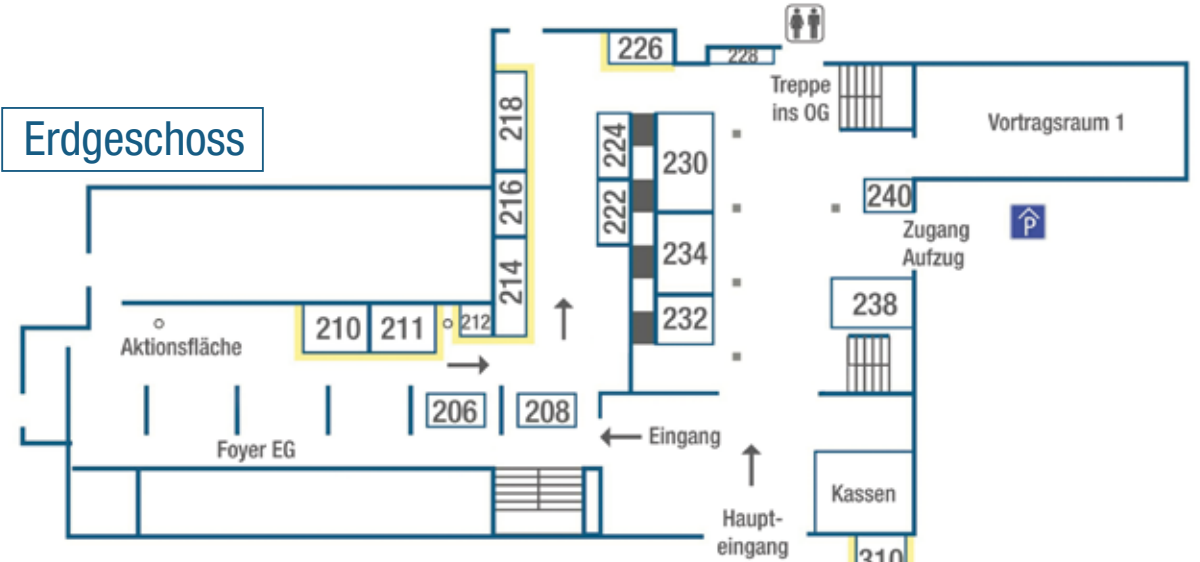 226
228
Treppe
ins OG
Vortragsraum 1
Erdgeschoss
218
224
230
216
222
240
P
Zugang
Aufzug
214
234
238
210
211
212
232
Aktionsfläche
206
208
Foyer EG
Eingang
Kassen
Haupt-
eingang
310